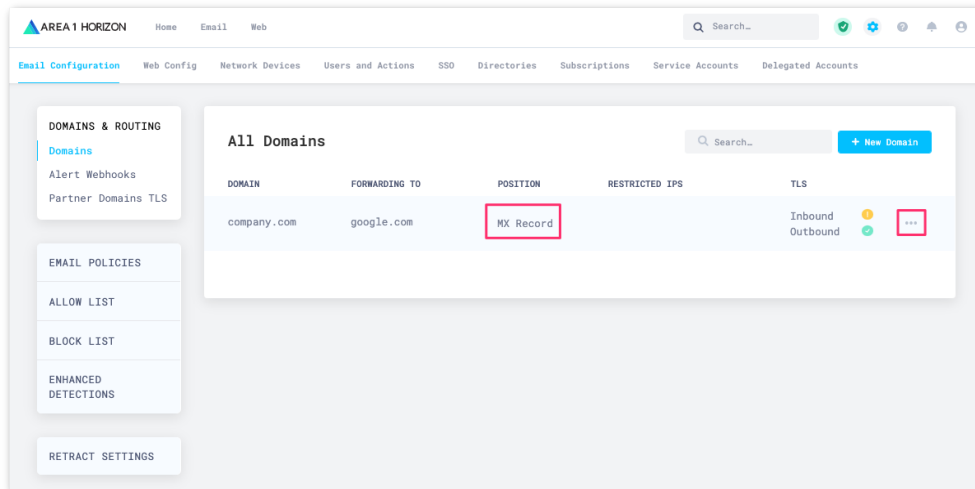 AREA 1 HORIZON Home Email Web Search…
Email Configuration Web Config Network Devices Users and Actions SSO Directories Subscriptions Service Accounts Delegated Accounts
DOMAINS & ROUTING
Domains
Alert Webhooks
Partner Domains TLS
EMAIL POLICIES
ALLOW LIST
BLOCK LIST
ENHANCED
DETECTIONS
RETRACT SETTINGS
All Domains Search… + New Domain
DOMAIN FORWARDING TO POSITION RESTRICTED IPS TLS
company.com google.com MX Record Inbound
Outbound